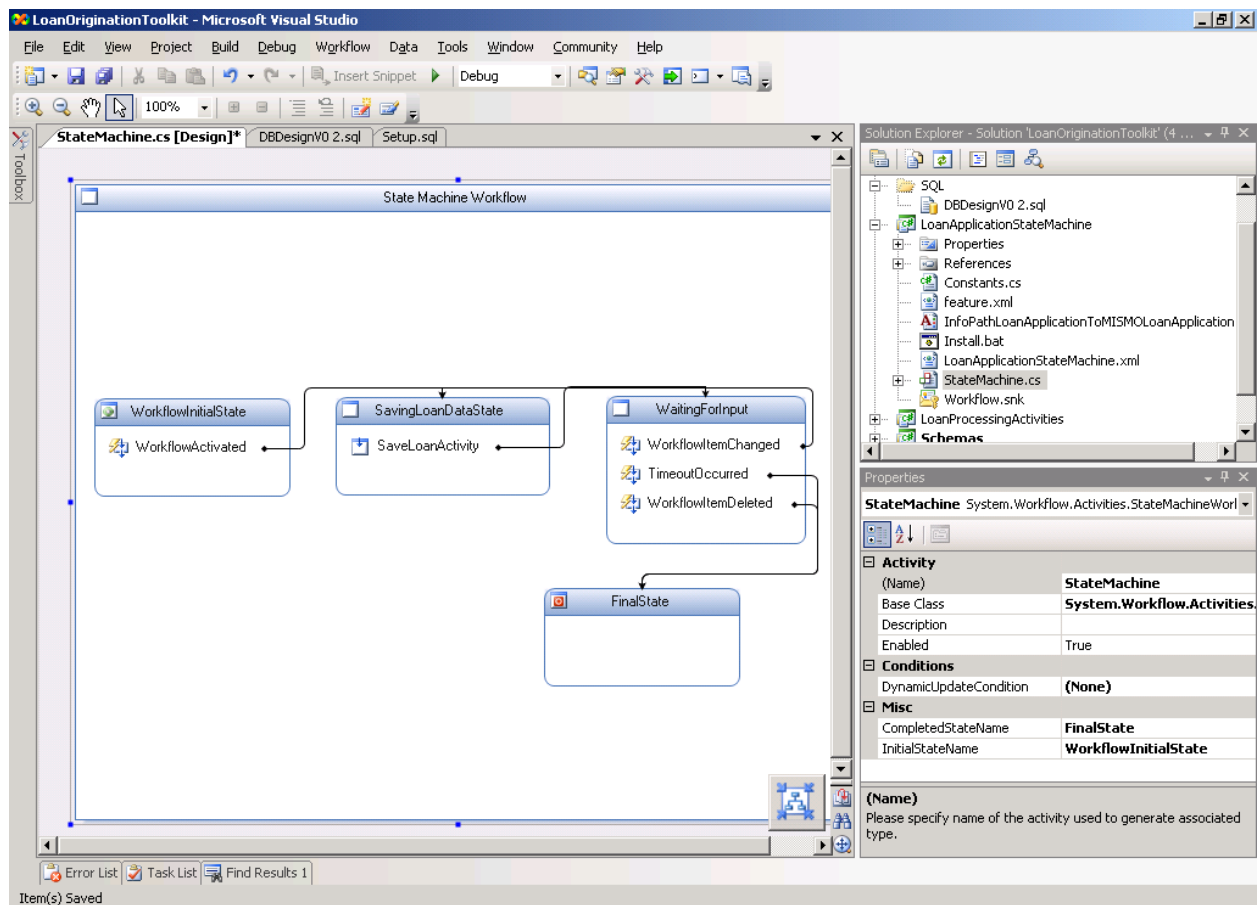 LoanOriginationToolkit - Microsoft Visual Studio
File Edit View Project Build Debug Workflow Data Tools Window Community Help
Insert Snippet Debug
100%
Toolbox
StateMachine.cs [Design]* DBDesignV0 2.sql Setup.sql
State Machine Workflow
WorkflowInitialState
WorkflowActivated
SavingLoanDataState
SaveLoanActivity
WaitingForInput
WorkflowItemChanged
TimeoutOccurred
WorkflowItemDeleted
FinalState
Solution Explorer - Solution 'LoanOriginationToolkit' (4 ...
SQL
DBDesignV0 2.sql
LoanApplicationStateMachine
Properties
References
Constants.cs
feature.xml
InfoPathLoanApplicationToMISMOLoanApplication
Install.bat
LoanApplicationStateMachine.xml
StateMachine.cs
Workflow.snk
LoanProcessingActivities
Schemas
Properties
StateMachine System.Workflow.Activities.StateMachineWorl
Activity
(Name) StateMachine
Base Class System.Workflow.Activities.
Description
Enabled True
Conditions
DynamicUpdateCondition (None)
Misc
CompletedStateName FinalState
InitialStateName WorkflowInitialState
(Name)
Please specify name of the activity used to generate associated
type.
Error List Task List Find Results 1
Item(s) Saved